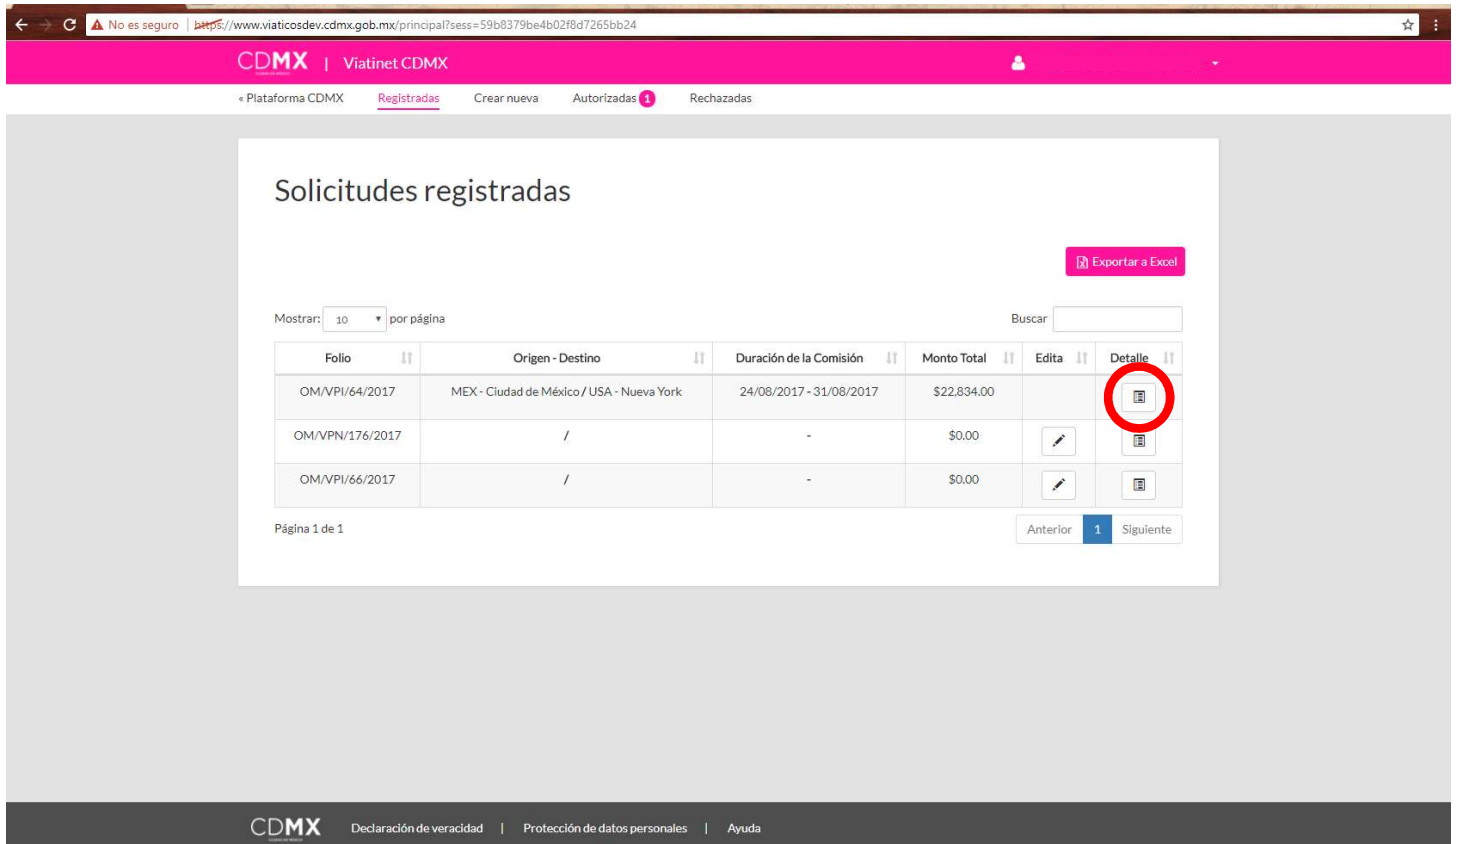 No es seguro | https://www.viaticosdev.cdmx.gob.mx/principal?sess=59b8379be4b02f8d7265bb24
CDMX | Viatinet CDMX
« Plataforma CDMX Registradas Crear nueva Autorizadas 1 Rechazadas
Solicitudes registradas
Exportar a Excel
Mostrar: 10 por página Buscar
Folio Origen - Destino Duración de la Comisión Monto Total Edita Detalle
OM/VPI/64/2017 MEX - Ciudad de México / USA - Nueva York 24/08/2017 - 31/08/2017 $22,834.00
OM/VPN/176/2017 / - $0.00
OM/VPI/66/2017 / - $0.00
Página 1 de 1 Anterior 1 Siguiente
CDMX Declaración de veracidad | Protección de datos personales | Ayuda